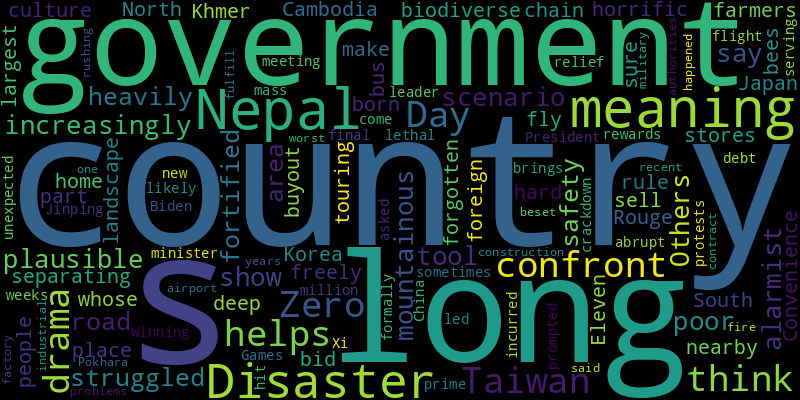 culture North Khmer Cambodia biodiverse chain horrific farmers
largest government rushing meeting make bus relief sure military authorities happened flight bees servings
heavily fulfill mass leader say Japan
increasingly Nepal born Day scenario fly meaning
come worst final lethal President rewards stores
unexpected country one new home landscape likely part Jinping Biden fortified area buyout touring asked mountainous forgotten foreign brings hard beset safety crackdown rule recent sell Rouge abrupt Others protests debt contract
plausible minister Korea tool confront construction
separating S show years freely long sometimes South Convenience
weeks whose airport million deep Zero formally China led incurred prompted Eleven poor fire alarmist
industrial drama road Winning helps Xi nearby
factory people place Pokhara Games bid said think
struggled problems hit Disaster prime Taiwan